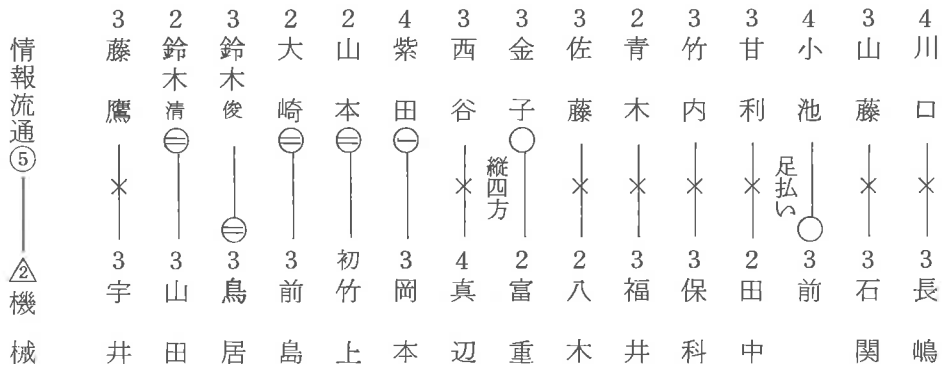 4川口×3長嶋
3山藤×3石関
4小池○3前
足払い
3甘利×2田中
3竹内×3保科
2青木×3福井
3佐藤×2八木
3金子○2富重
縦四方
3西谷×4真辺
4紫田㊀3岡本
2山本㊁初竹上
2大崎㊁3前島
3鈴木俊㊁3鳥居
2鈴木清㊁3山田
3藤鷹×3宇井
情報流通⑤―△2機械